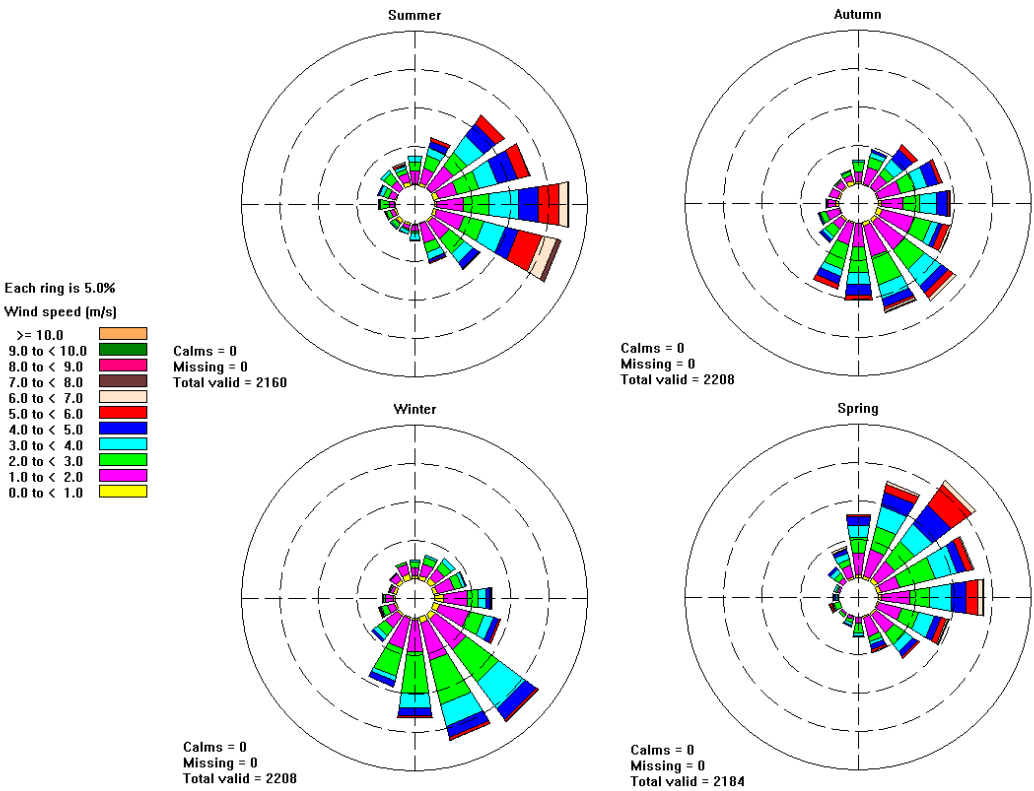 Summer
Autumn
Each ring is 5.0%
Wind speed (m/s)
>= 10.0
9.0 to < 10.0
8.0 to < 9.0
7.0 to < 8.0
6.0 to < 7.0
5.0 to < 6.0
4.0 to < 5.0
3.0 to < 4.0
2.0 to < 3.0
1.0 to < 2.0
0.0 to < 1.0
Calms = 0
Missing = 0
Total valid = 2160
Calms = 0
Missing = 0
Total valid = 2208
Winter
Spring
Calms = 0
Missing = 0
Total valid = 2208
Calms = 0
Missing = 0
Total valid = 2184